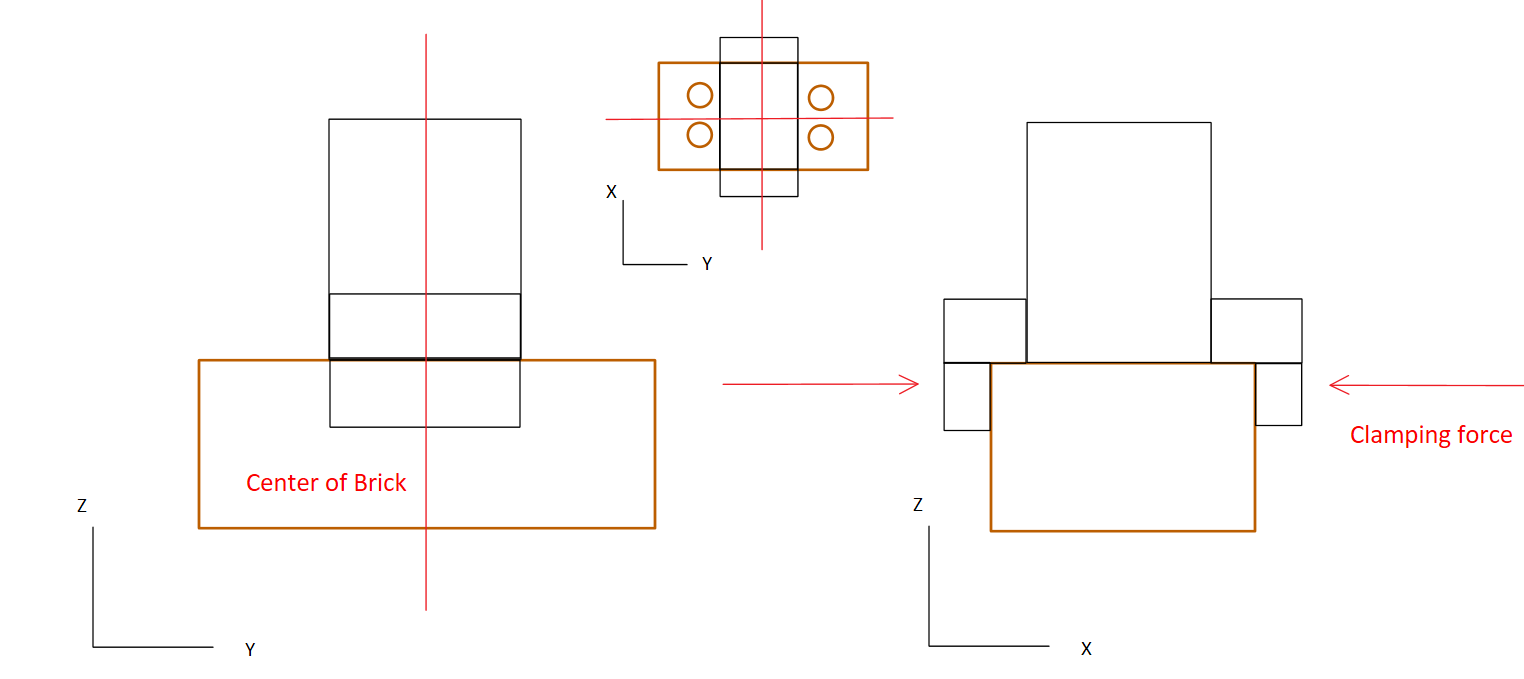 X
Y
Clamping force
Center of Brick
Z
Y
Z
X